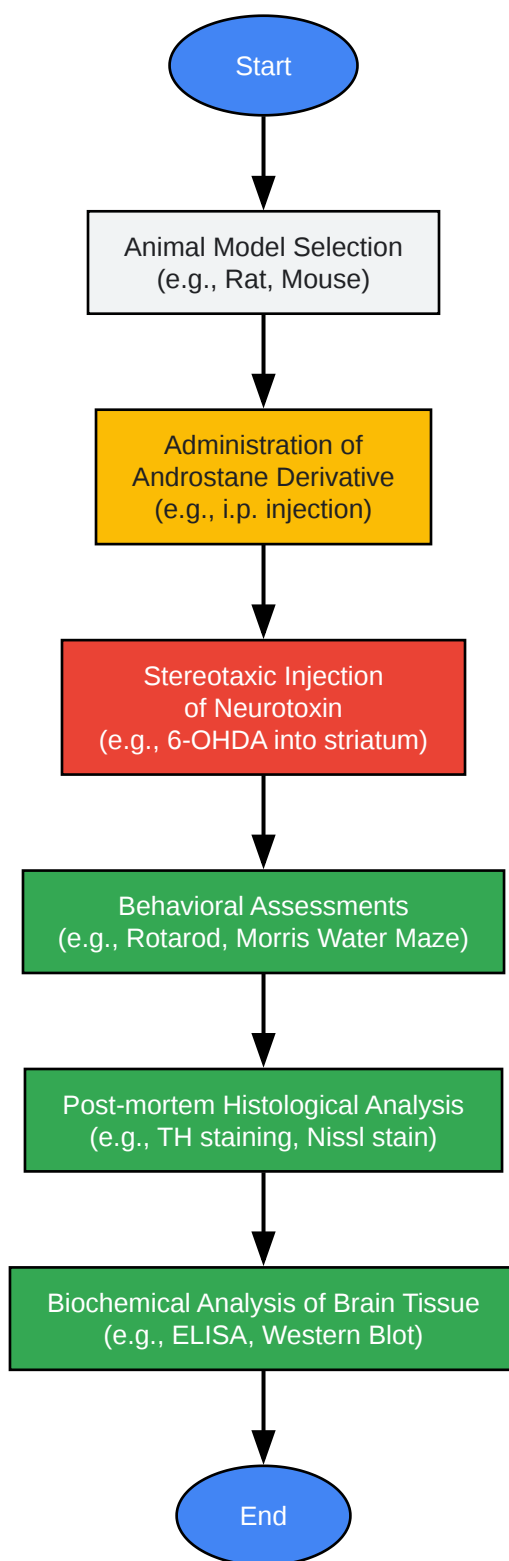 Start
Animal Model Selection
(e.g., Rat, Mouse)
Administration of
Androstane Derivative
(e.g., i.p. injection)
Stereotaxic Injection
of Neurotoxin
(e.g., 6-OHDA into striatum)
Behavioral Assessments
(e.g., Rotarod, Morris Water Maze)
Post-mortem Histological Analysis
(e.g., TH staining, Nissl stain)
Biochemical Analysis of Brain Tissue
(e.g., ELISA, Western Blot)
End